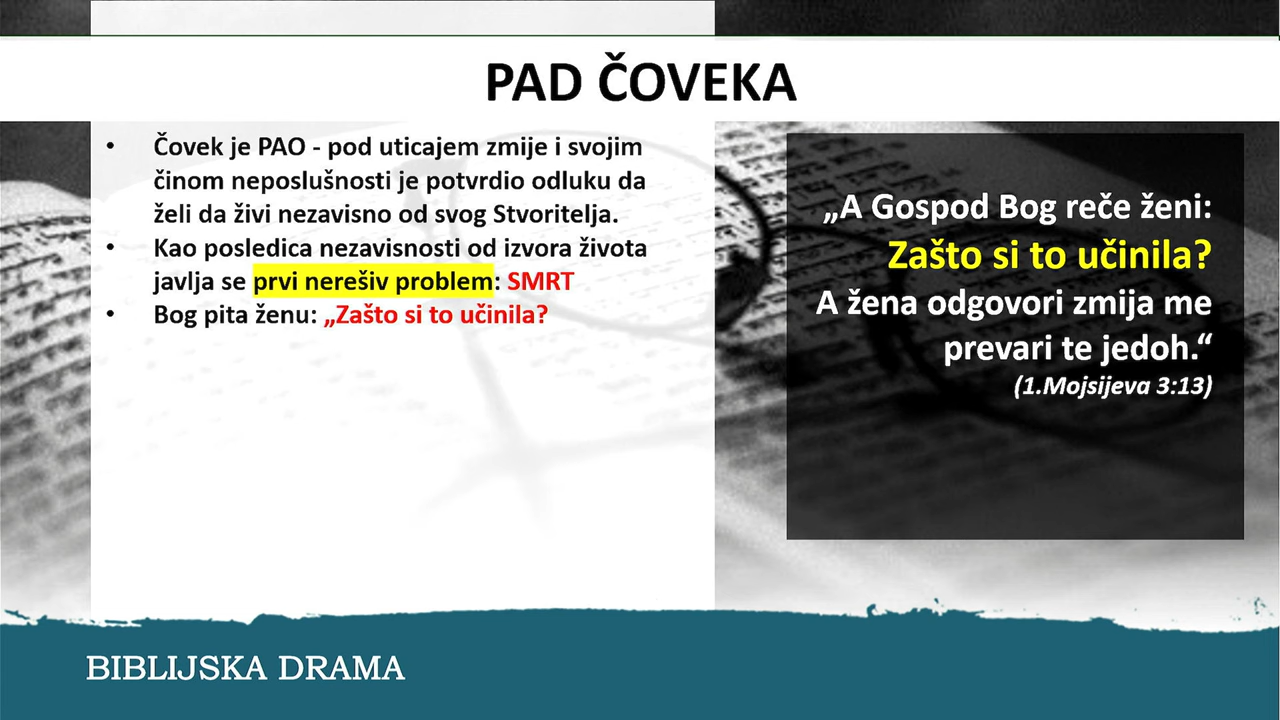 PAD ČOVEKA
• Čovek je PAO - pod uticajem zmije i svojim
činom neposlušnosti je potvrdio odluku da
želi da živi nezavisno od svog Stvoritelja.
• Kao posledica nezavisnosti od izvora života
javlja se prvi nerešiv problem: SMRT
• Bog pita ženu: „Zašto si to učinila?
„A Gospod Bog reče ženi:
Zašto si to učinila?
A žena odgovori zmija me
prevari te jedoh.“
(1.Mojsijeva 3:13)
BIBLIJSKA DRAMA